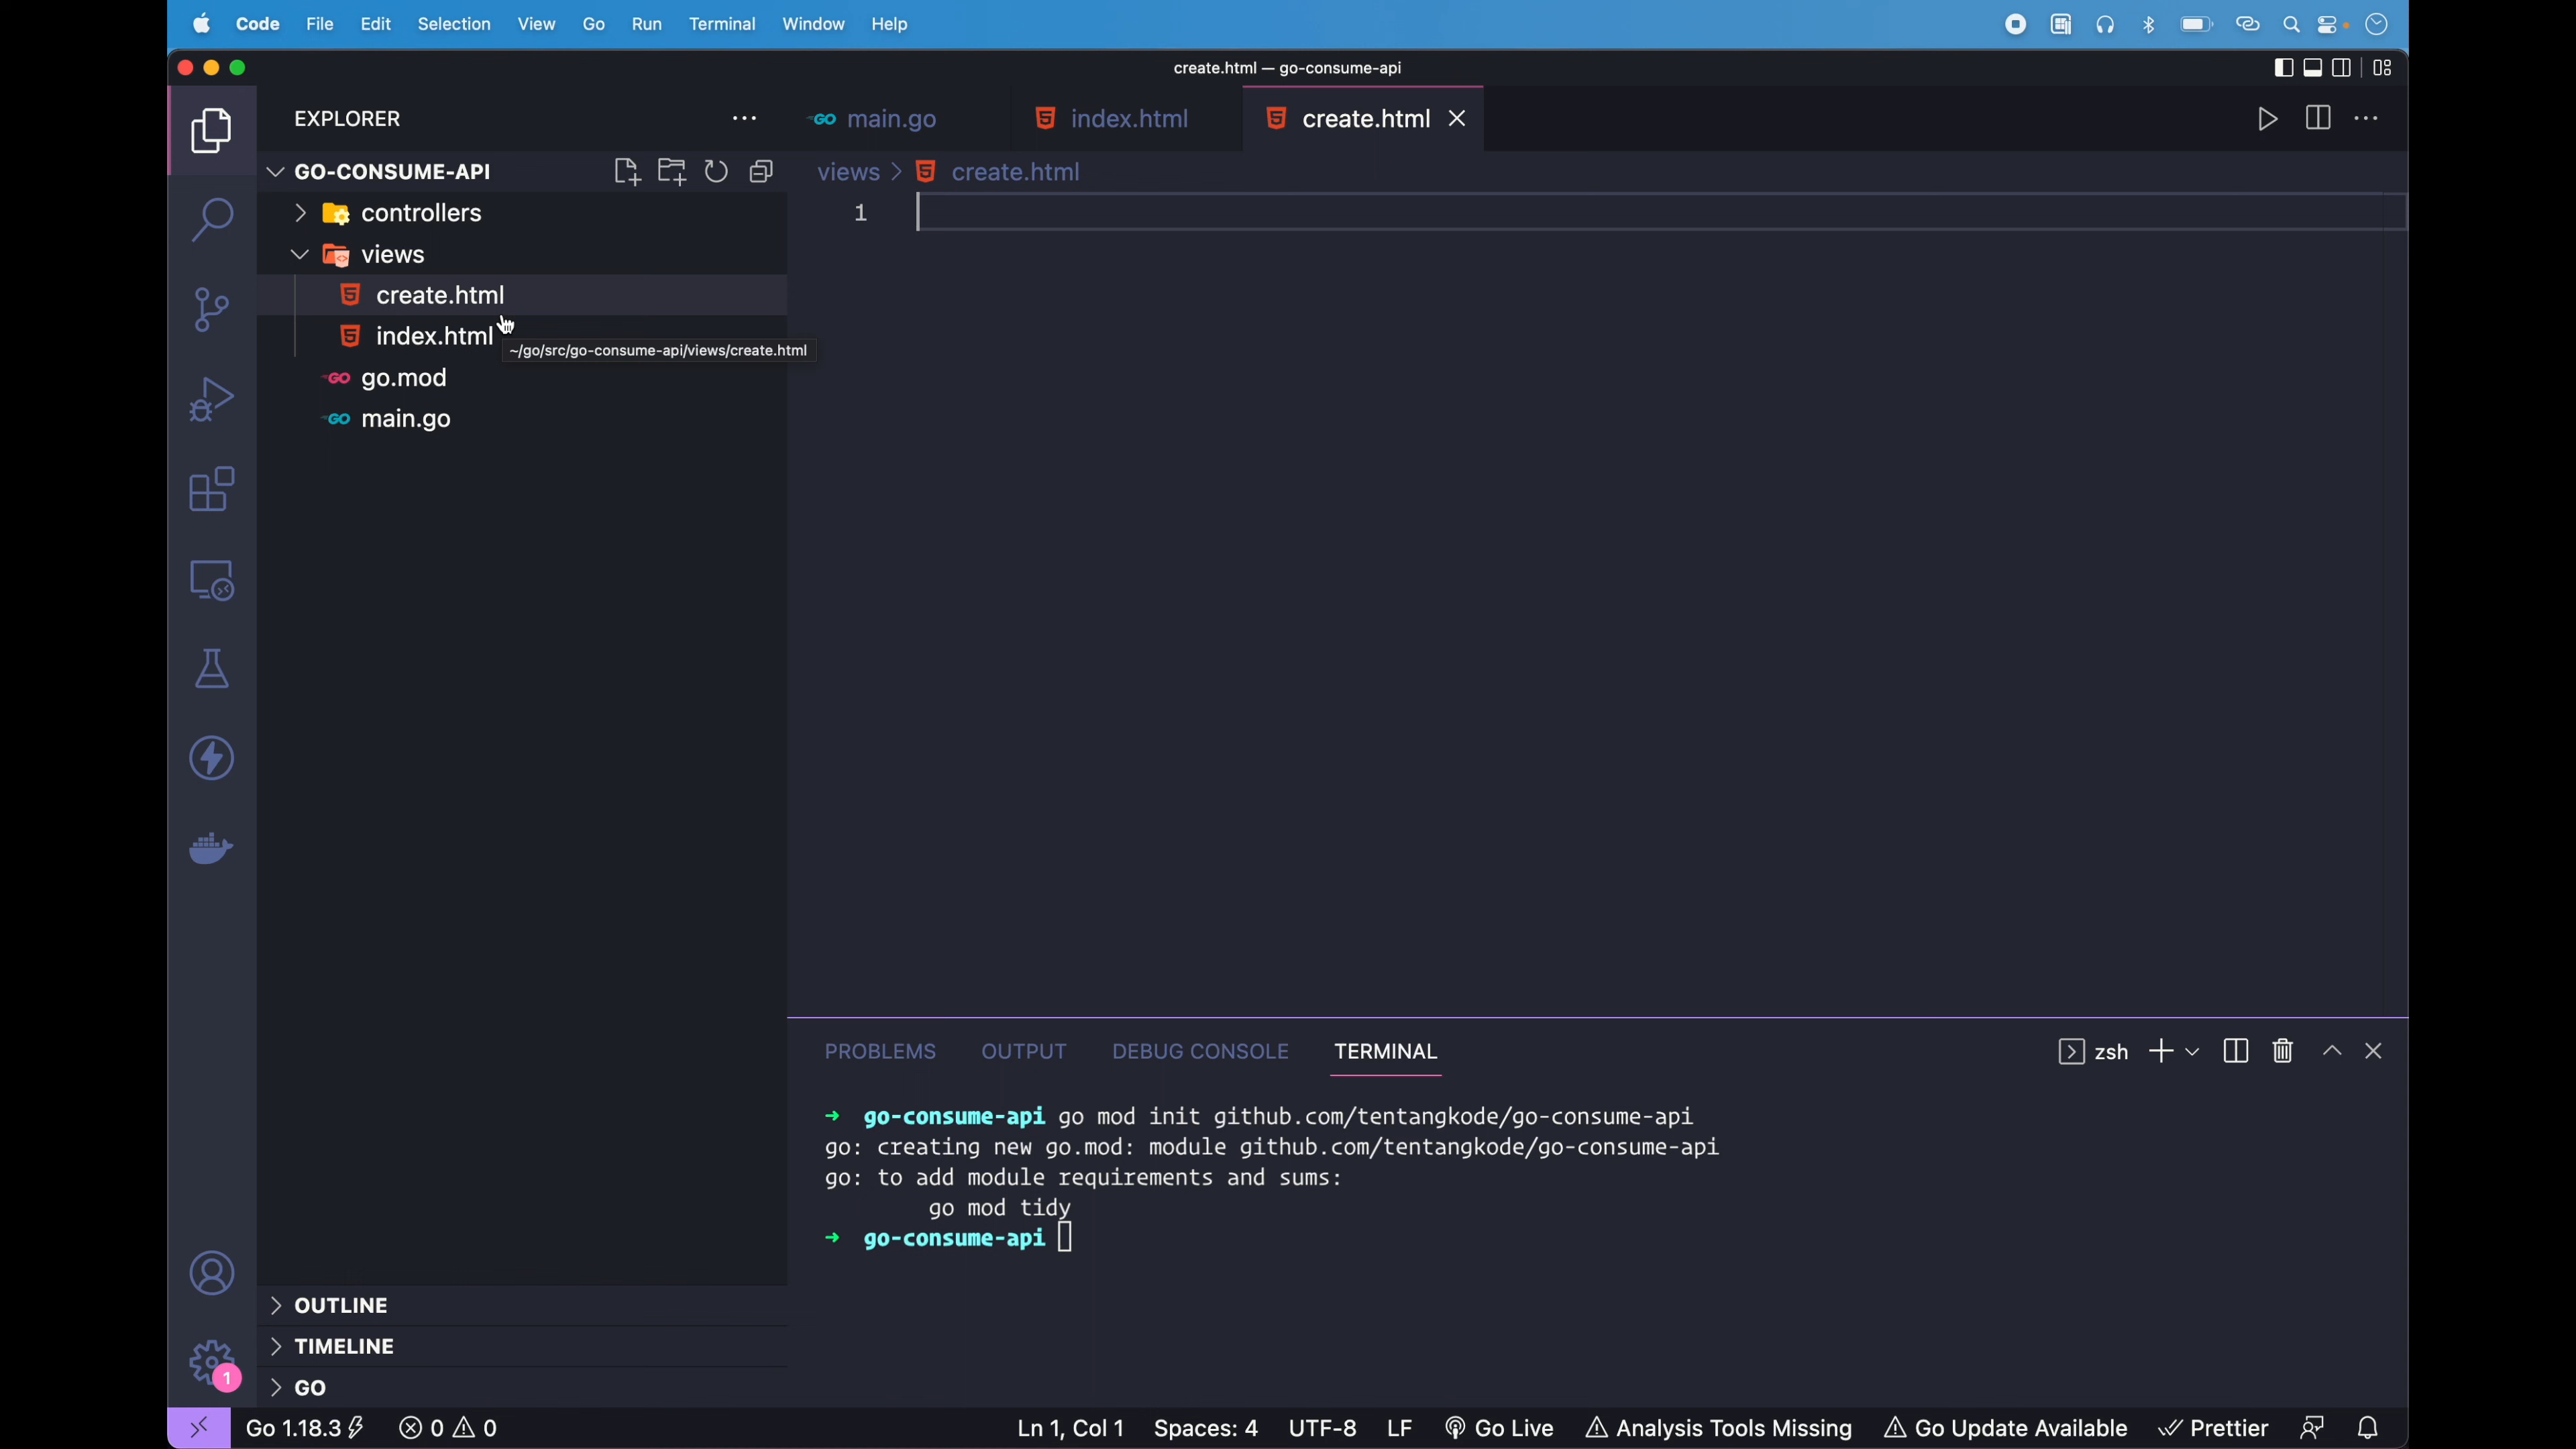 Code File Edit Selection View Go Run Terminal Window Help
create.html — go-consume-api
EXPLORER
GO main.go
index.html
create.html
GO-CONSUME-API
views > create.html
controllers
1
views
create.html
index.html
~/go/src/go-consume-api/views/create.html
GO go.mod
GO main.go
PROBLEMS OUTPUT DEBUG CONSOLE TERMINAL
zsh
→ go-consume-api go mod init github.com/tentangkode/go-consume-api
go: creating new go.mod: module github.com/tentangkode/go-consume-api
go: to add module requirements and sums:
go mod tidy
→ go-consume-api
OUTLINE
TIMELINE
1
GO
Go 1.18.3 0 0 Ln 1, Col 1 Spaces: 4 UTF-8 LF Go Live Analysis Tools Missing Go Update Available Prettier